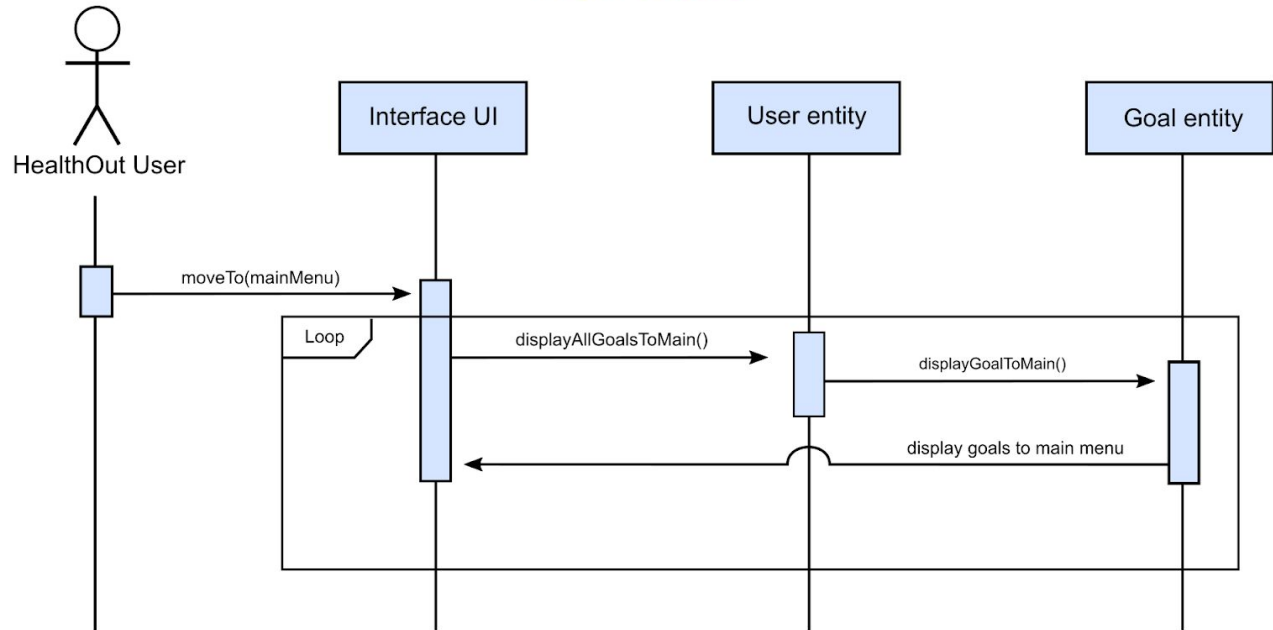 HealthOut User
Interface UI
User entity
Goal entity
moveTo(mainMenu)
Loop
displayAllGoalsToMain()
displayGoalToMain()
display goals to main menu